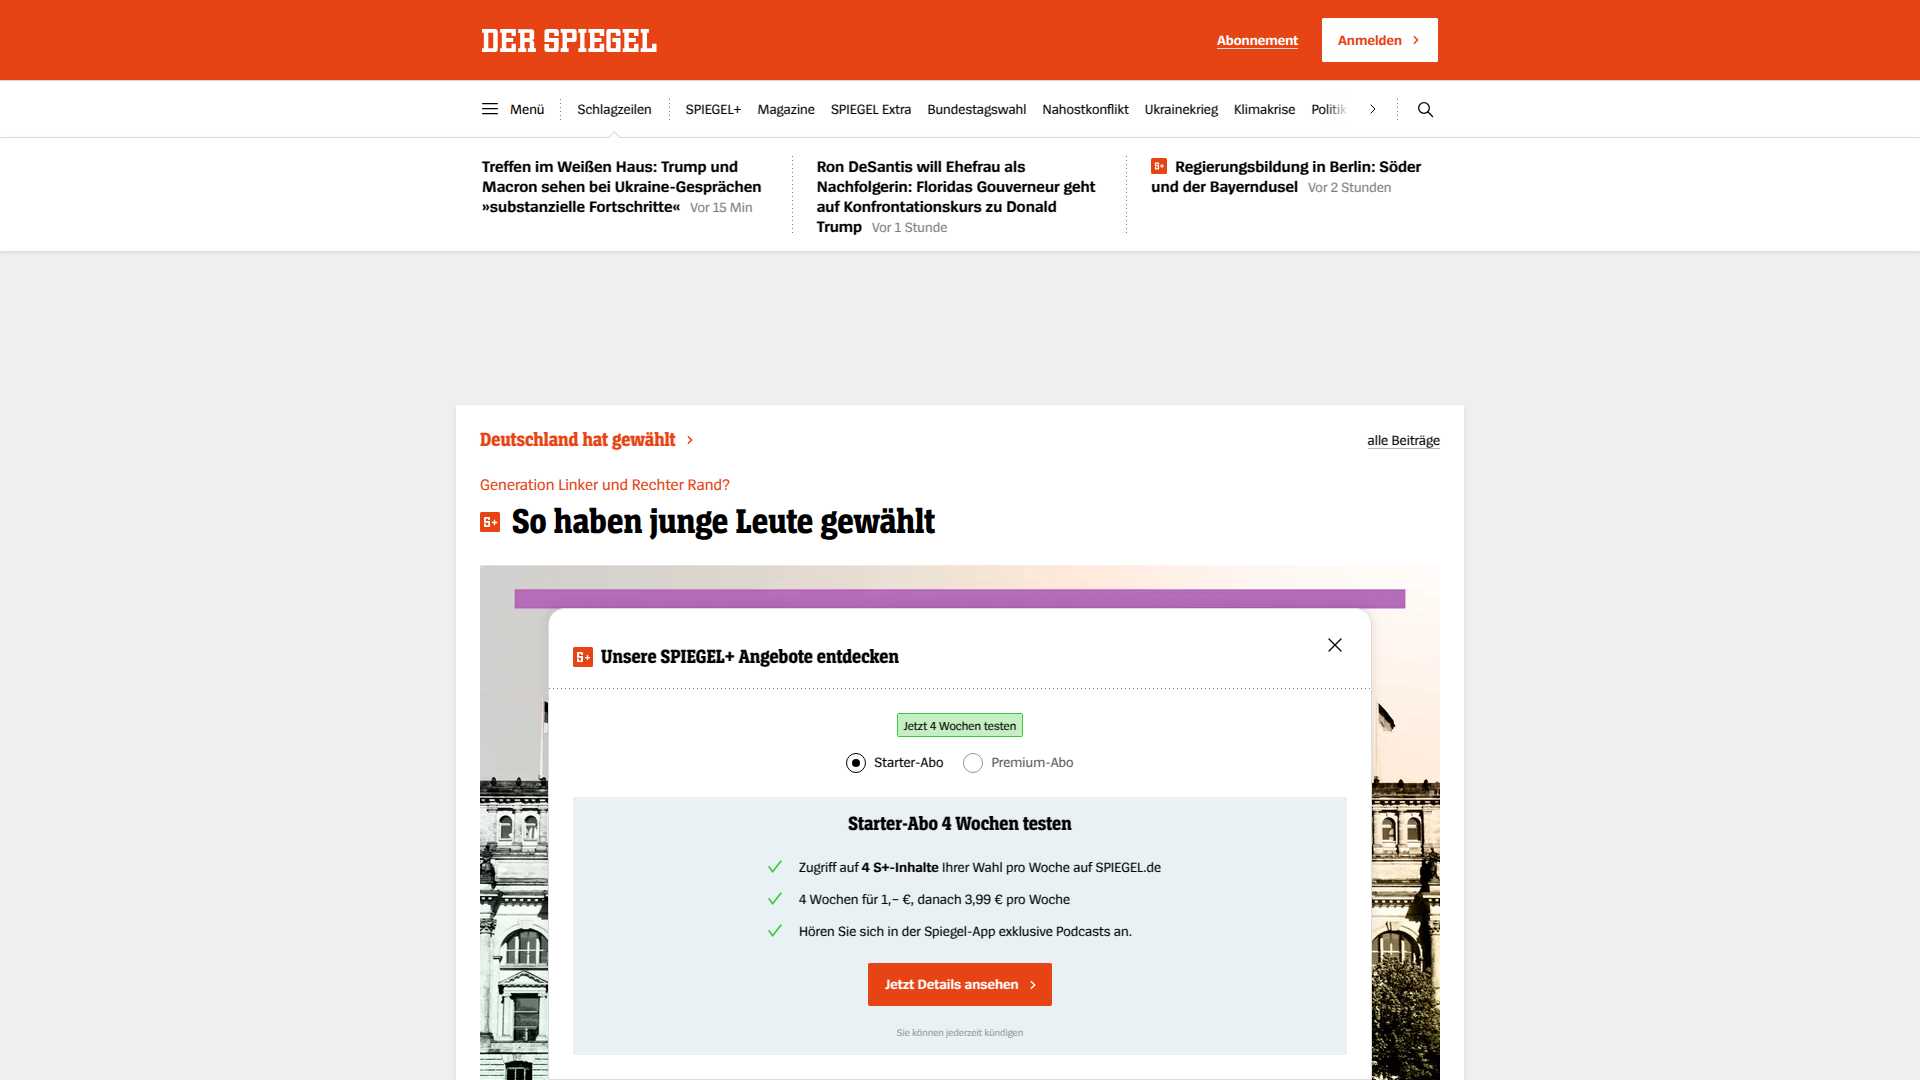 DER SPIEGEL
Abonnement
Anmelden
Menü
Schlagzeilen
SPIEGEL+
Magazine
SPIEGEL Extra
Bundestagswahl
Nahostkonflikt
Ukrainekrieg
Klimakrise
Politik
Treffen im Weißen Haus: Trump und
Macron sehen bei Ukraine-Gesprächen
»substanzielle Fortschritte« Vor 15 Min
Ron DeSantis will Ehefrau als
Nachfolgerin: Floridas Gouverneur geht
auf Konfrontationskurs zu Donald
Trump Vor 1 Stunde
S+ Regierungsbildung in Berlin: Söder
und der Bayerndusel Vor 2 Stunden
Deutschland hat gewählt
alle Beiträge
Generation Linker und Rechter Rand?
S+ So haben junge Leute gewählt
S+ Unsere SPIEGEL+ Angebote entdecken
Jetzt 4 Wochen testen
Starter-Abo
Premium-Abo
Starter-Abo 4 Wochen testen
Zugriff auf 4 S+-Inhalte Ihrer Wahl pro Woche auf SPIEGEL.de
4 Wochen für 1,– €, danach 3,99 € pro Woche
Hören Sie sich in der Spiegel-App exklusive Podcasts an.
Jetzt Details ansehen
Sie können jederzeit kündigen